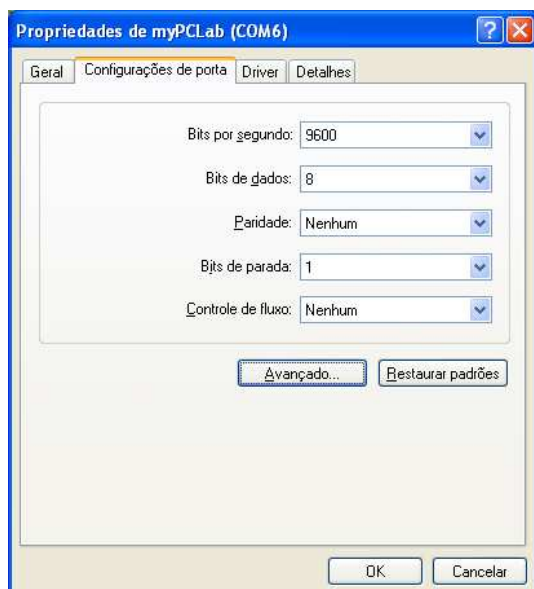 Propriedades de myPCLab (COM6)
Geral Configurações de porta Driver Detalhes
Bits por segundo: 9600
Bits de dados: 8
Paridade: Nenhum
Bits de parada: 1
Controle de fluxo: Nenhum
Avançado... Restaurar padrões
OK Cancelar